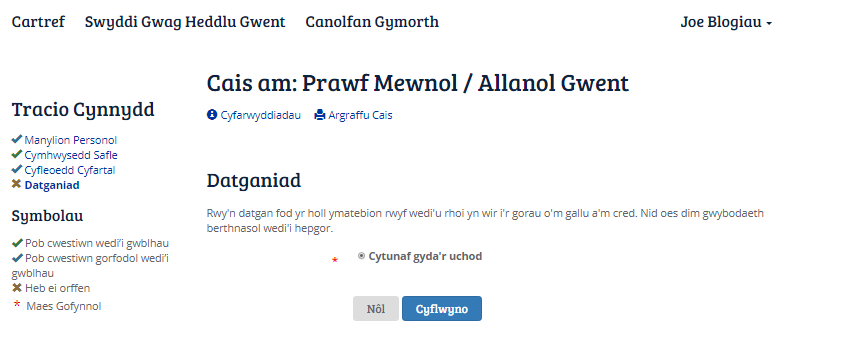 Cartref Swyddi Gwag Heddlu Gwent Canolfan Gymorth Joe Blogiau
Cais am: Prawf Mewnol / Allanol Gwent
Cyfarwyddiadau Argraffu Cais
Tracio Cynnydd
Manylion Personol
Cymhwysedd Safle
Cyfleoedd Cyfartal
Datganiad
Symbolau
Pob cwestiwn wedi'i gwblhau
Pob cwestiwn gorfodol wedi'i
gwblhau
Heb ei orffen
* Maes Gofynnol
Datganiad
Rwy'n datgan fod yr holl ymatebion rwyf wedi'u rhoi yn wir i'r gorau o'm gallu a'm cred. Nid oes dim gwybodaeth
berthnasol wedi'i hepgor.
* Cytunaf gyda'r uchod
Nôl Cyflwyno